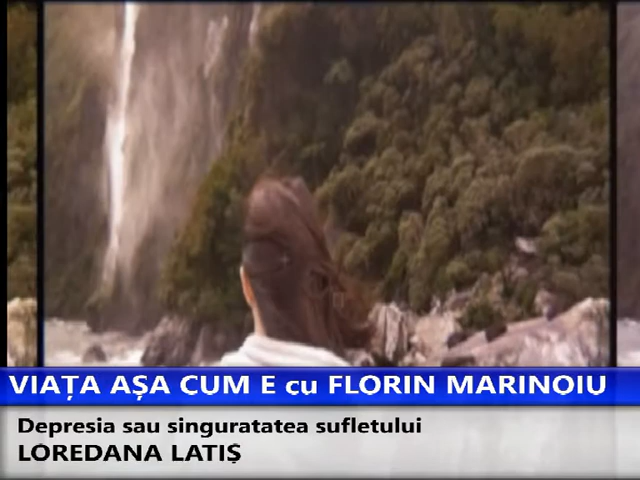 VIAȚA AȘA CUM E cu FLORIN MARINOIU
Depresia sau singuratatea sufletului
LOREDANA LATIȘ